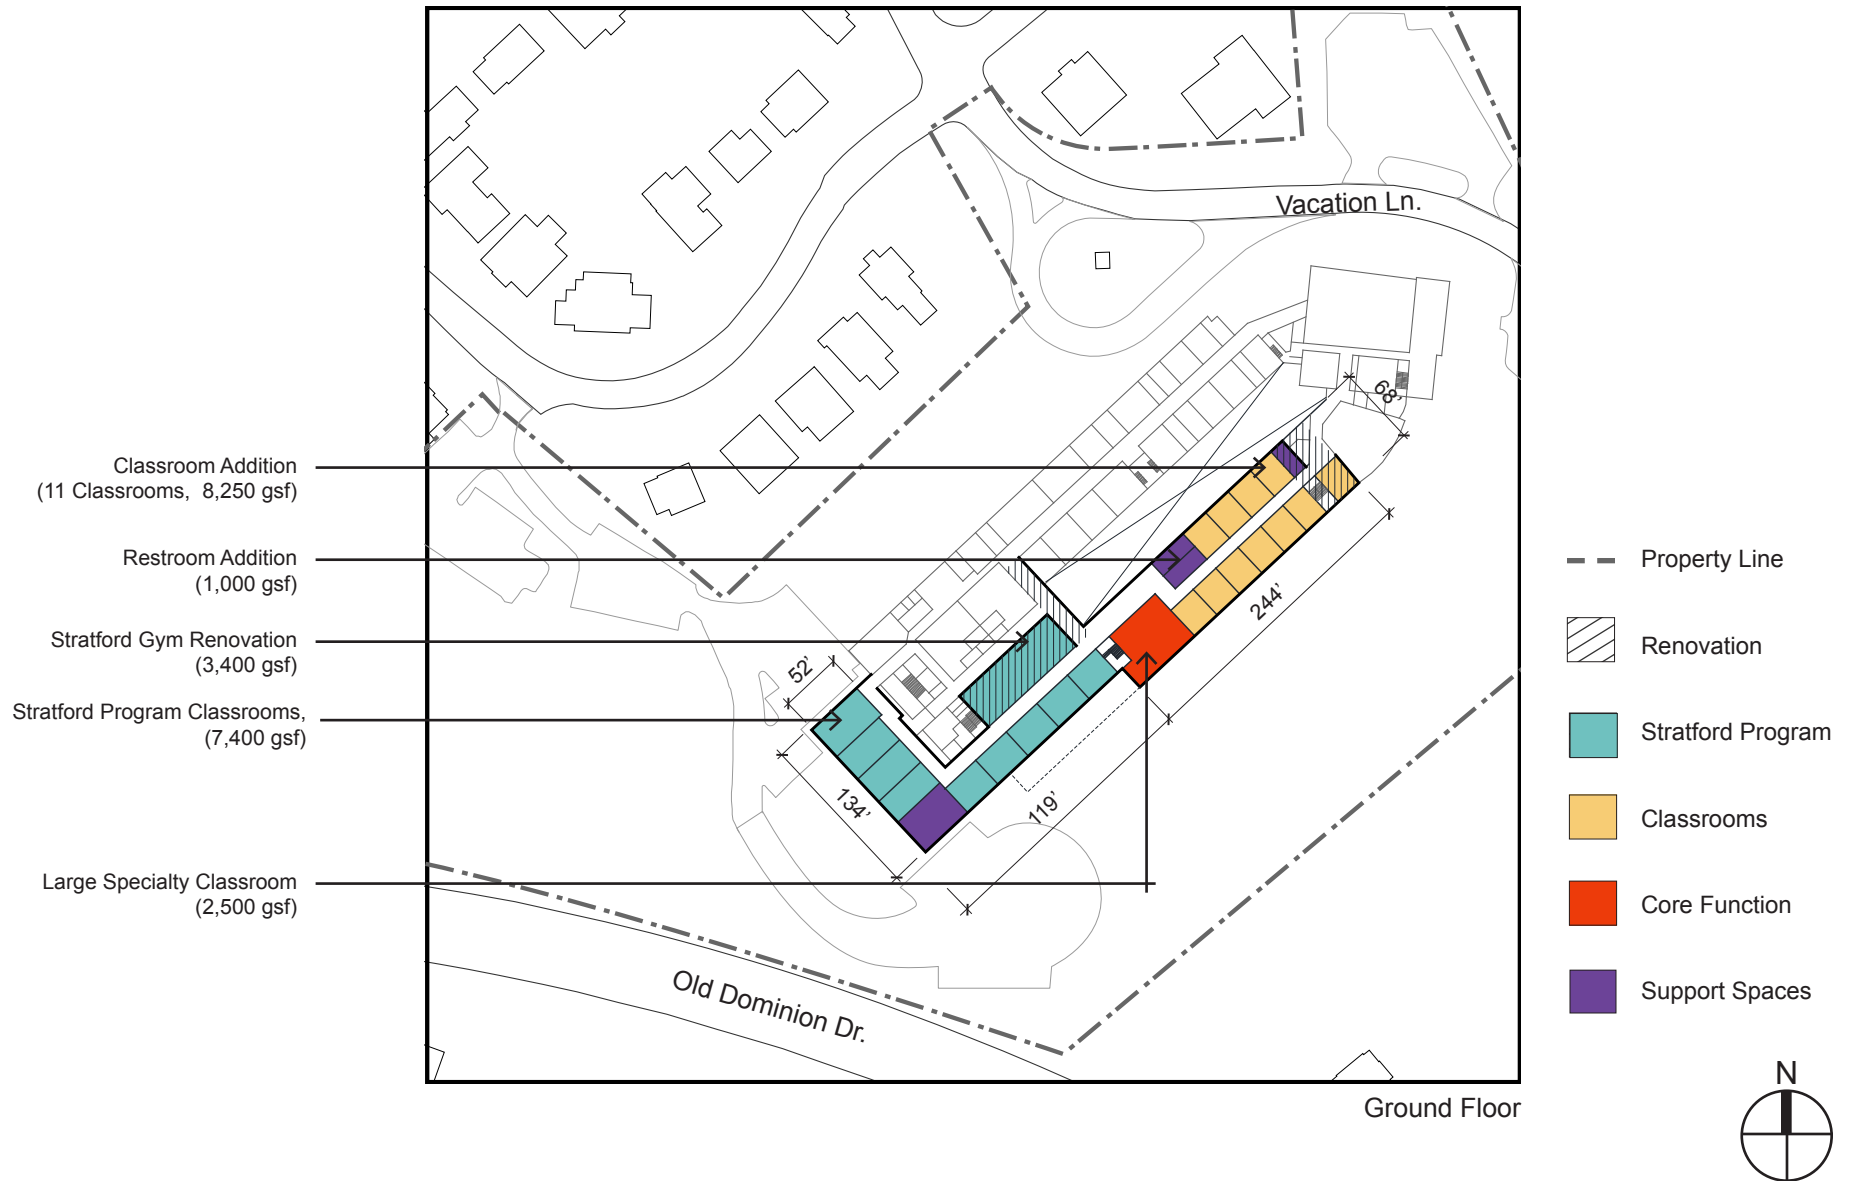 Vacation Ln.
68’
Classroom Addition
(11 Classrooms, 8,250 gsf)
Restroom Addition
(1,000 gsf)
Stratford Gym Renovation
(3,400 gsf)
Stratford Program Classrooms,
(7,400 gsf)
Large Specialty Classroom
(2,500 gsf)
52’
134’
119’
244’
Old Dominion Dr.
Property Line
Renovation
Stratford Program
Classrooms
Core Function
Support Spaces
N
Ground Floor